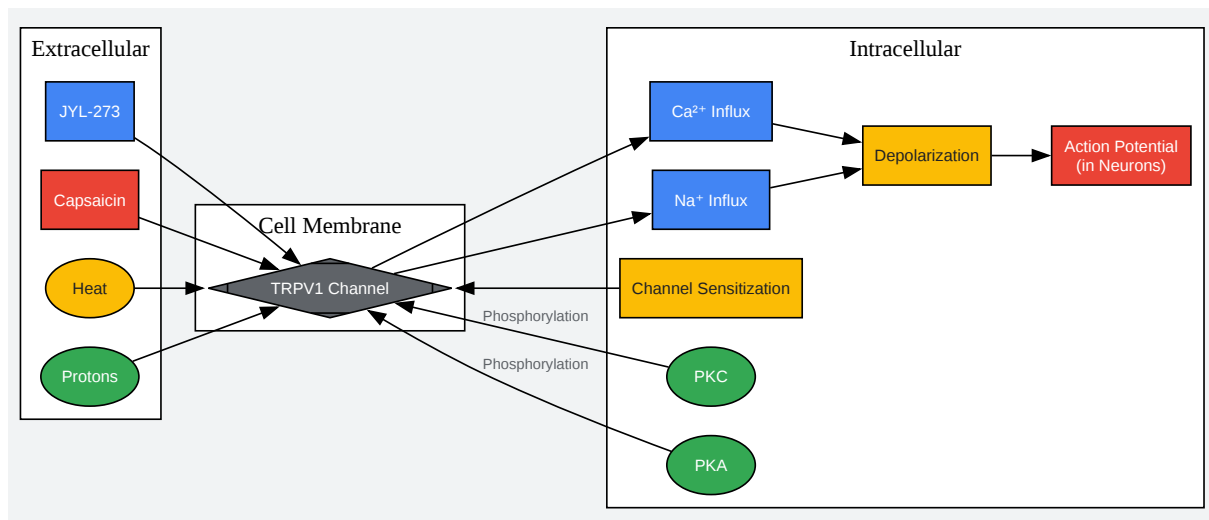 Extracellular
JYL-273
Capsaicin
Heat
Protons
Cell Membrane
TRPV1 Channel
Phosphorylation
Phosphorylation
Intracellular
Ca²⁺ Influx
Na⁺ Influx
Depolarization
Action Potential
(in Neurons)
Channel Sensitization
PKC
PKA